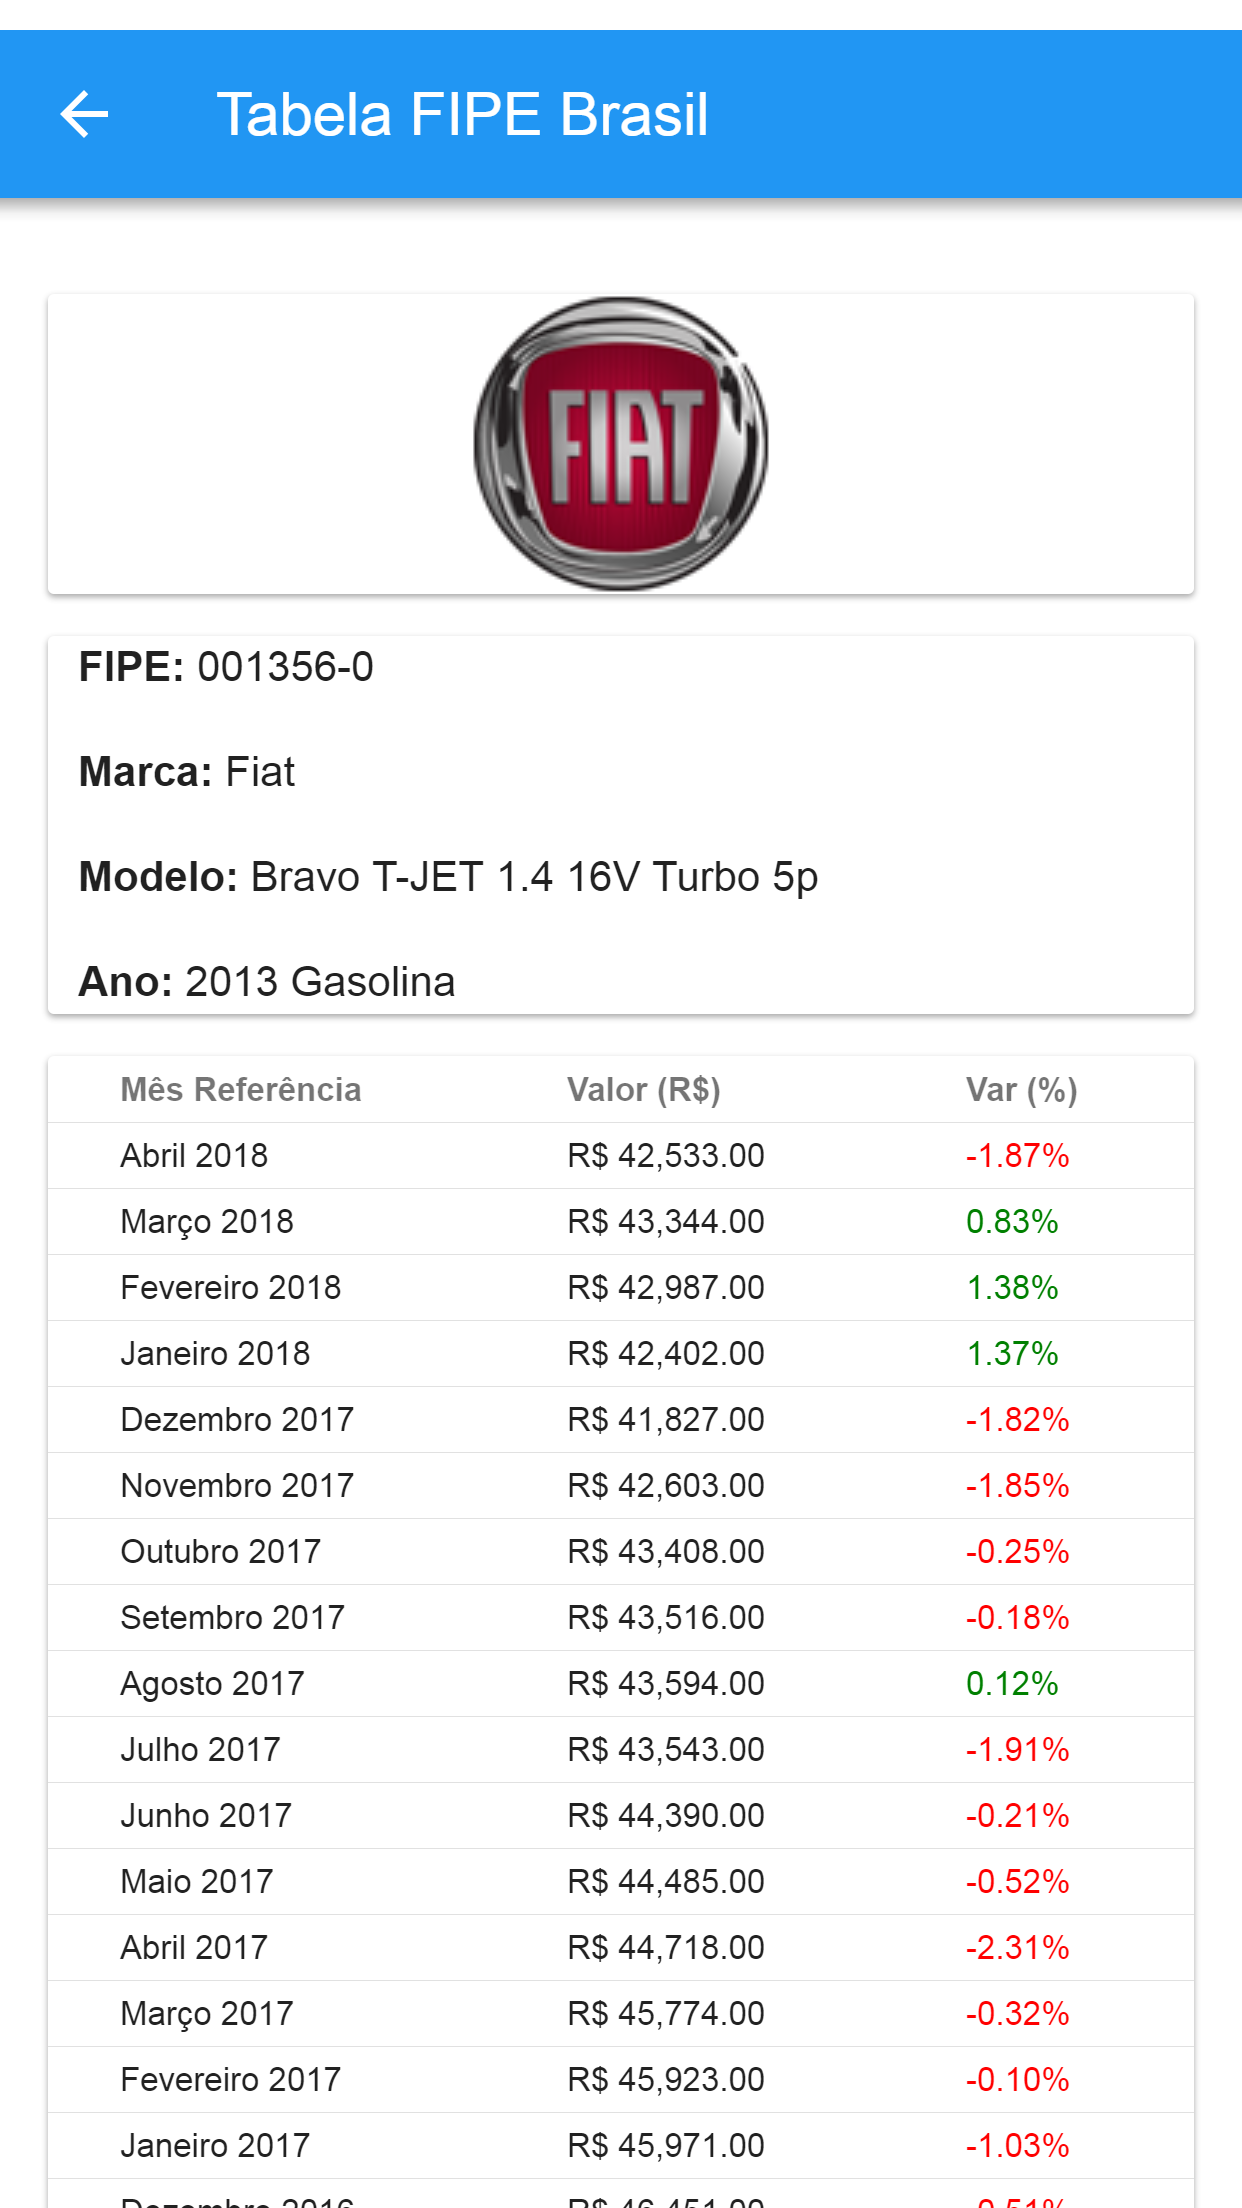 Tabela FIPE Brasil
FIAT
FIPE: 001356-0
Marca: Fiat
Modelo: Bravo T-JET 1.4 16V Turbo 5p
Ano: 2013 Gasolina
Mês Referência Valor (R$) Var (%)
Abril 2018 R$ 42,533.00 -1.87%
Março 2018 R$ 43,344.00 0.83%
Fevereiro 2018 R$ 42,987.00 1.38%
Janeiro 2018 R$ 42,402.00 1.37%
Dezembro 2017 R$ 41,827.00 -1.82%
Novembro 2017 R$ 42,603.00 -1.85%
Outubro 2017 R$ 43,408.00 -0.25%
Setembro 2017 R$ 43,516.00 -0.18%
Agosto 2017 R$ 43,594.00 0.12%
Julho 2017 R$ 43,543.00 -1.91%
Junho 2017 R$ 44,390.00 -0.21%
Maio 2017 R$ 44,485.00 -0.52%
Abril 2017 R$ 44,718.00 -2.31%
Março 2017 R$ 45,774.00 -0.32%
Fevereiro 2017 R$ 45,923.00 -0.10%
Janeiro 2017 R$ 45,971.00 -1.03%
Dezembro 2016 R$ 46,451.00 -0.51%